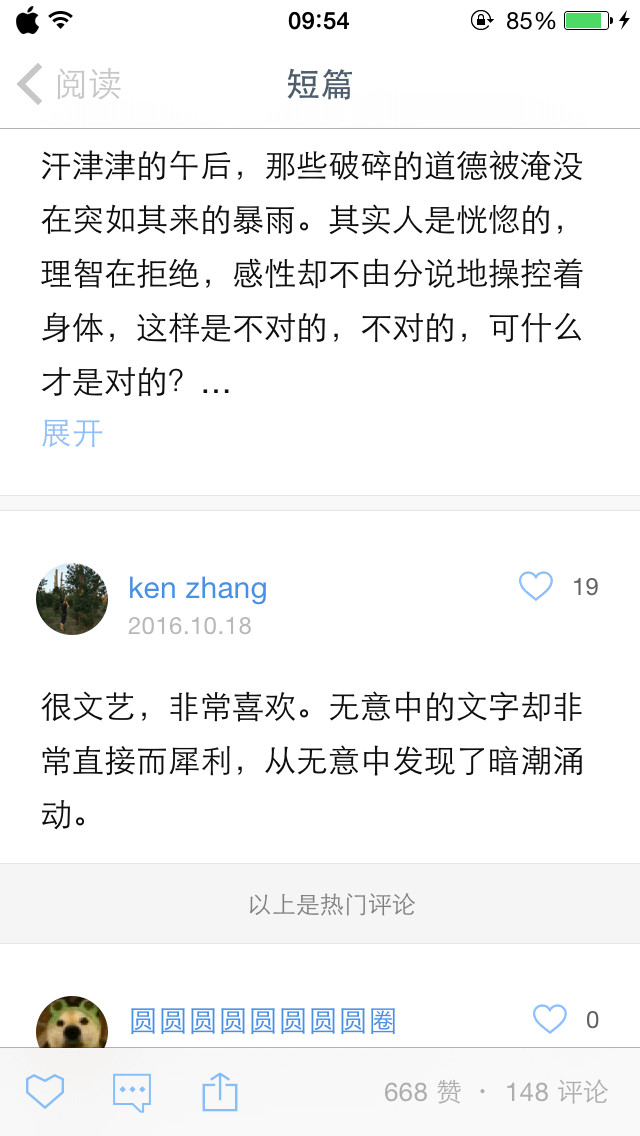 09:54
85%
阅读
短篇
汗津津的午后，那些破碎的道德被淹没
在突如其来的暴雨。其实人是恍惚的，
理智在拒绝，感性却不由分说地操控着
身体，这样是不对的，不对的，可什么
才是对的？...
展开
ken zhang
19
2016.10.18
很文艺，非常喜欢。无意中的文字却非
常直接而犀利，从无意中发现了暗潮涌
动。
以上是热门评论
圆圆圆圆圆圆圆圆圈
0
668 赞 · 148 评论